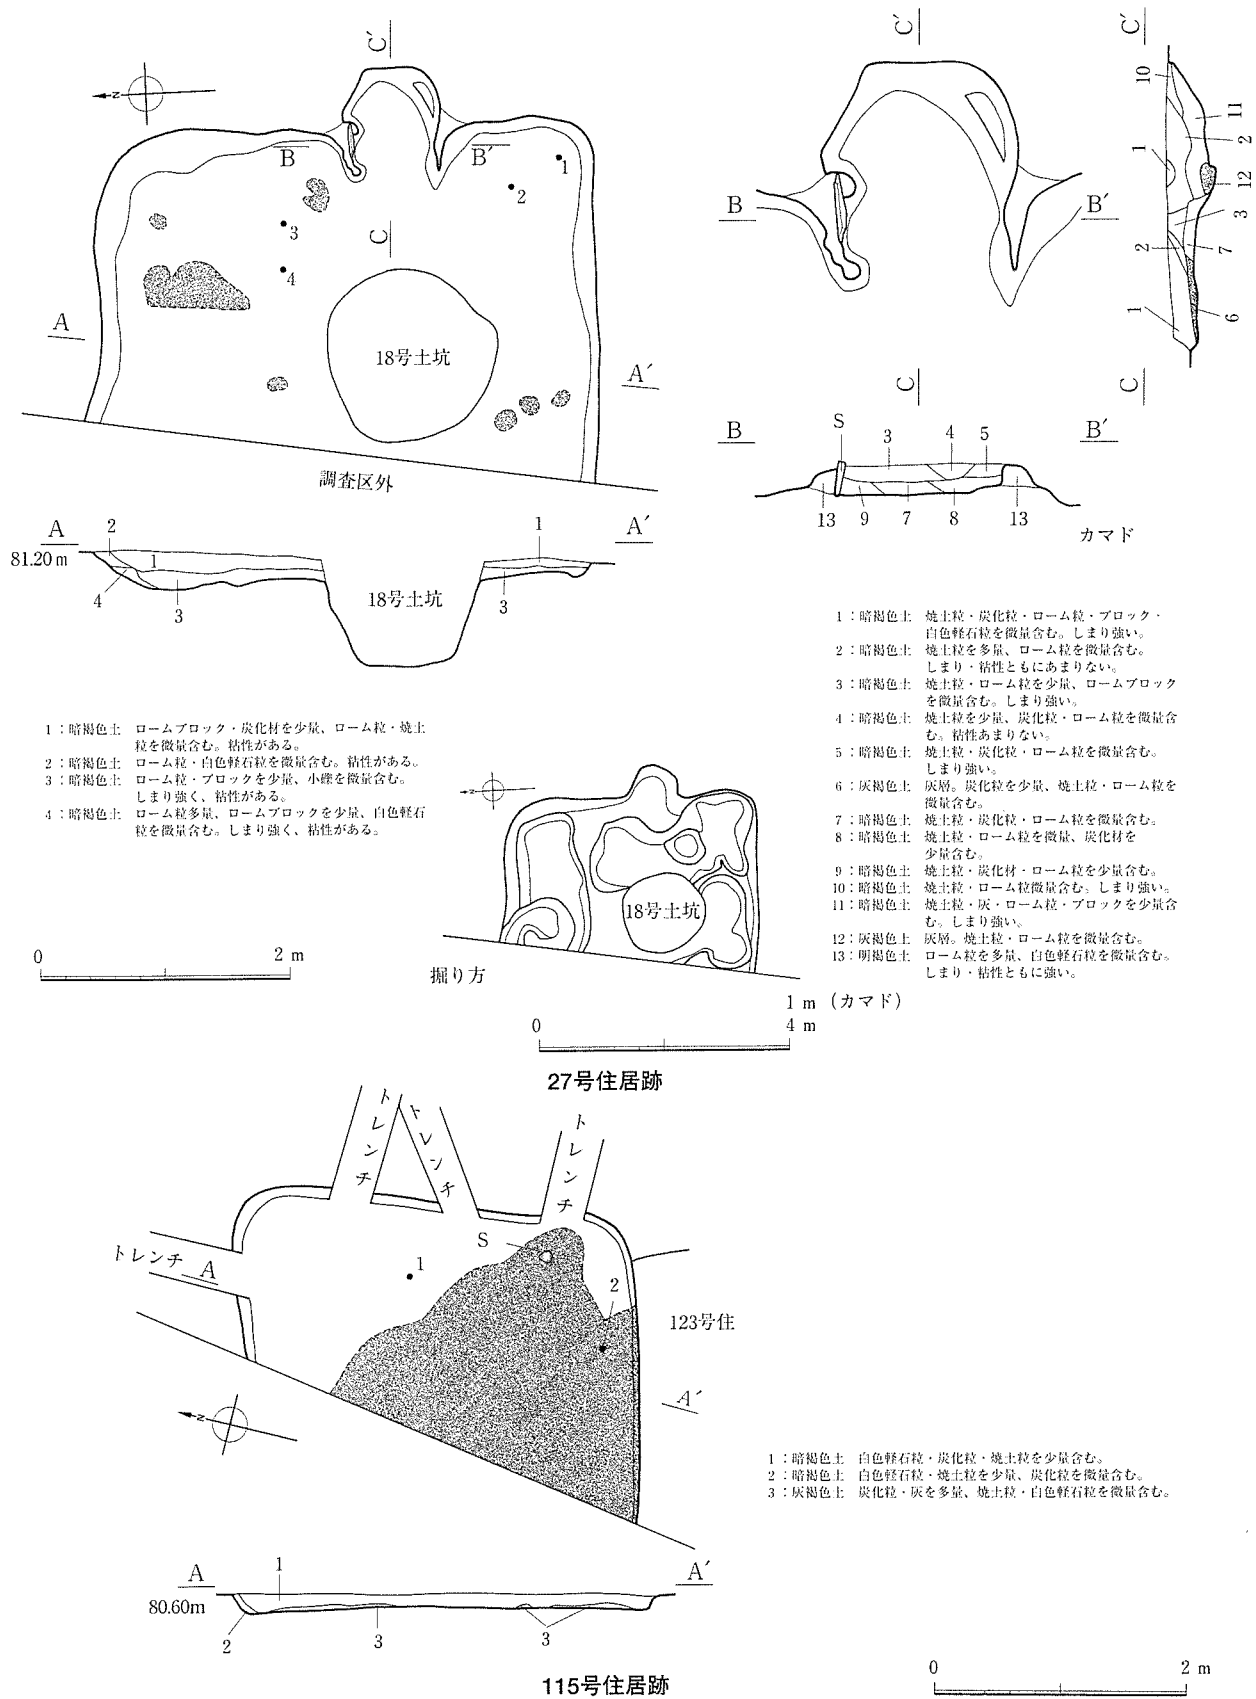 C′
C′
C′
N
10
11
2
1
12
3
2
7
1
6
B
B′
1
2
3
C
4
B
B′
A
18号土坑
A′
C
C
調査区外
B
S
3
4
5
B′
13
9
7
8
13
カマド
A
2
1
1
A′
81.20 m
4
3
18号土坑
3
1：暗褐色土　ロームブロック・炭化材を少量、ローム粒・焼土
粒を微量含む。粘性がある。
2：暗褐色土　ローム粒・白色軽石粒を微量含む。粘性がある。
3：暗褐色土　ローム粒・ブロックを少量、小礫を微量含む。
しまり強く、粘性がある。
4：暗褐色土　ローム粒多量、ロームブロックを少量、白色軽石
粒を微量含む。しまり強く、粘性がある。
1：暗褐色土　焼土粒・炭化粒・ローム粒・ブロック・
白色軽石粒を微量含む。しまり強い。
2：暗褐色土　焼土粒を多量、ローム粒を微量含む。
しまり・粘性ともにあまりない。
3：暗褐色土　焼土粒・ローム粒を少量、ロームブロック
を微量含む。しまり強い。
4：暗褐色土　焼土粒を少量、炭化粒・ローム粒を微量含
む。粘性あまりない。
5：暗褐色土　焼土粒・炭化粒・ローム粒を微量含む。
しまり強い。
6：灰褐色土　灰層。炭化粒を少量、焼土粒・ローム粒を
微量含む。
7：暗褐色土　焼土粒・炭化粒・ローム粒を微量含む。
8：暗褐色土　焼土粒・ローム粒を微量、炭化材を
少量含む。
9：暗褐色土　焼土粒・炭化材・ローム粒を少量含む。
10：暗褐色土　焼土粒・ローム粒微量含む。しまり強い。
11：暗褐色土　焼土粒・灰・ローム粒・ブロックを少量含
む。しまり強い。
12：灰褐色土　灰層。焼土粒・ローム粒を微量含む。
13：明褐色土　ローム粒を多量、白色軽石粒を微量含む。
しまり・粘性ともに強い。
N
18号土坑
掘り方
0
2 m
1 m（カマド）
0
4 m
27号住居跡
トレンチ
トレンチ
トレンチ
トレンチ
A
S
1
2
123号住
A′
N
1：暗褐色土　白色軽石粒・炭化粒・焼土粒を少量含む。
2：暗褐色土　白色軽石粒・焼土粒を少量、炭化粒を微量含む。
3：灰褐色土　炭化粒・灰を多量、焼土粒・白色軽石粒を微量含む。
A
1
A′
80.60m
2
3
3
115号住居跡
0
2 m